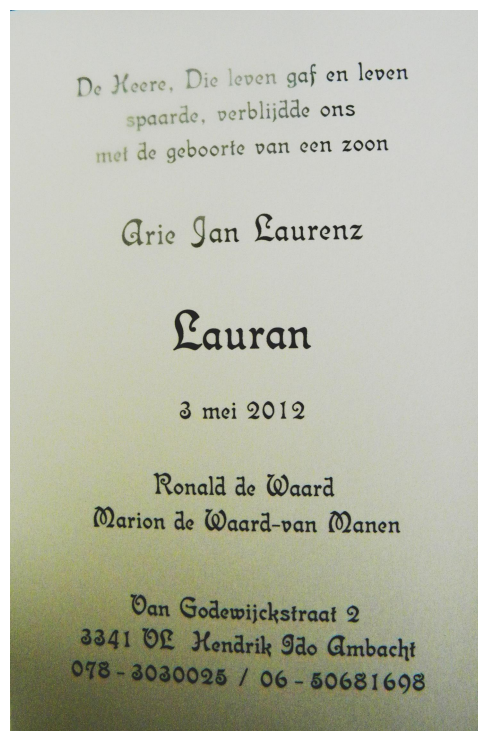 De Heere, Die leven gaf en leven
spaarde, verblijdde ons
met de geboorte van een zoon
Arie Jan Laurenz
Lauran
3 mei 2012
Ronald de Waard
Marion de Waard-van Manen
Van Godewijckstraat 2
3341 VL Hendrik Ido Ambacht
078 - 3030025 / 06 - 50681698